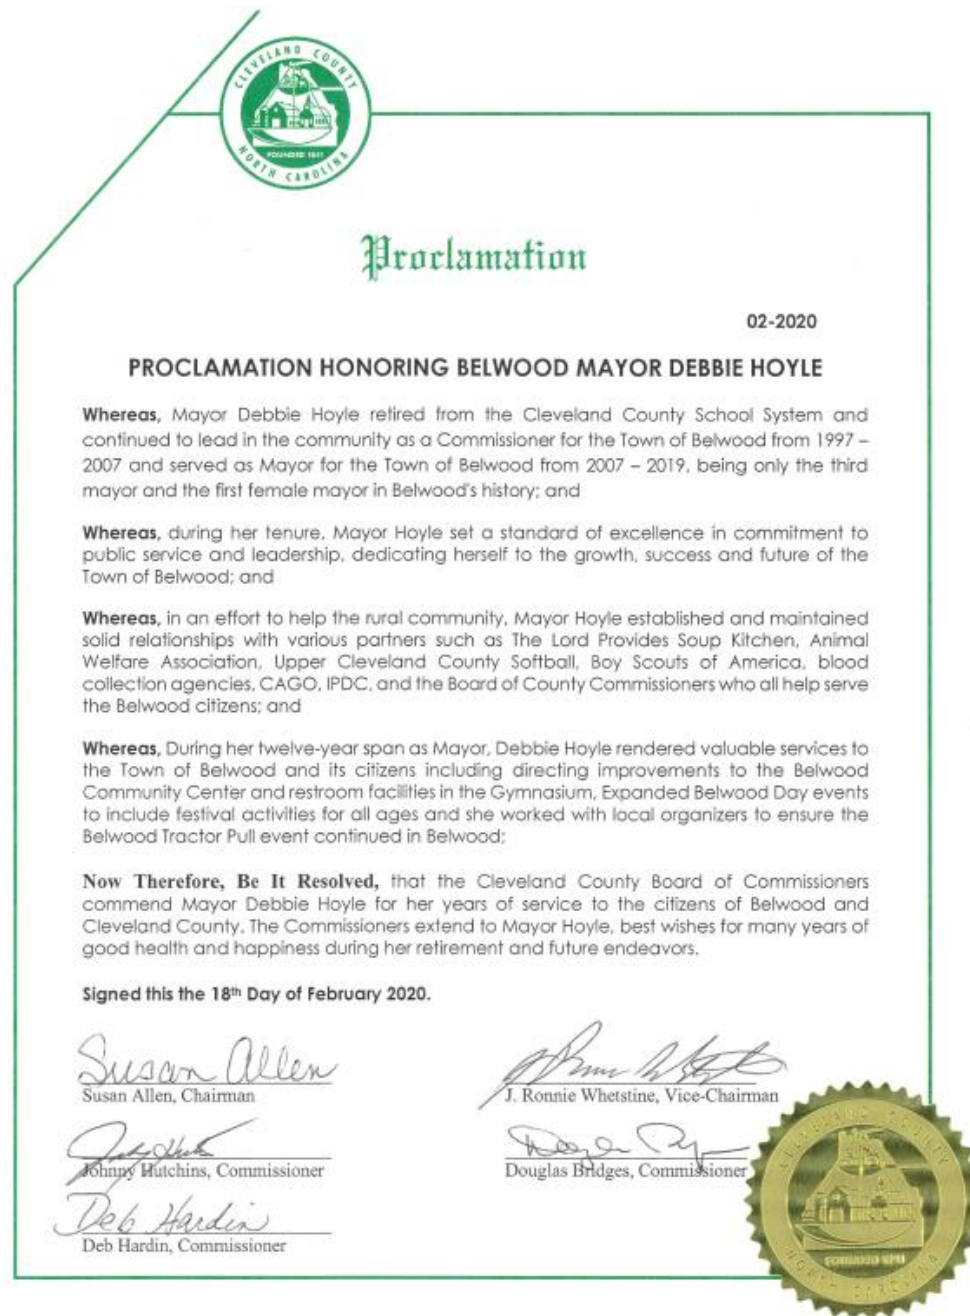 CLEVELAND COUNTY
FOUNDED 1841
NORTH CAROLINA
Proclamation
02-2020
PROCLAMATION HONORING BELWOOD MAYOR DEBBIE HOYLE
Whereas, Mayor Debbie Hoyle retired from the Cleveland County School System and
continued to lead in the community as a Commissioner for the Town of Belwood from 1997 –
2007 and served as Mayor for the Town of Belwood from 2007 – 2019, being only the third
mayor and the first female mayor in Belwood's history; and
Whereas, during her tenure, Mayor Hoyle set a standard of excellence in commitment to
public service and leadership, dedicating herself to the growth, success and future of the
Town of Belwood; and
Whereas, in an effort to help the rural community, Mayor Hoyle established and maintained
solid relationships with various partners such as The Lord Provides Soup Kitchen, Animal
Welfare Association, Upper Cleveland County Softball, Boy Scouts of America, blood
collection agencies, CAGO, IPDC, and the Board of County Commissioners who all help serve
the Belwood citizens; and
Whereas, During her twelve-year span as Mayor, Debbie Hoyle rendered valuable services to
the Town of Belwood and its citizens including directing improvements to the Belwood
Community Center and restroom facilities in the Gymnasium, Expanded Belwood Day events
to include festival activities for all ages and she worked with local organizers to ensure the
Belwood Tractor Pull event continued in Belwood;
Now Therefore, Be It Resolved, that the Cleveland County Board of Commissioners
commend Mayor Debbie Hoyle for her years of service to the citizens of Belwood and
Cleveland County. The Commissioners extend to Mayor Hoyle, best wishes for many years of
good health and happiness during her retirement and future endeavors.
Signed this the 18th Day of February 2020.
Susan Allen
Susan Allen, Chairman
J. Ronnie Whetstine, Vice-Chairman
Johnny Hutchins, Commissioner
Douglas Bridges, Commissioner
Deb Hardin
Deb Hardin, Commissioner
CLEVELAND COUNTY
NORTH CAROLINA